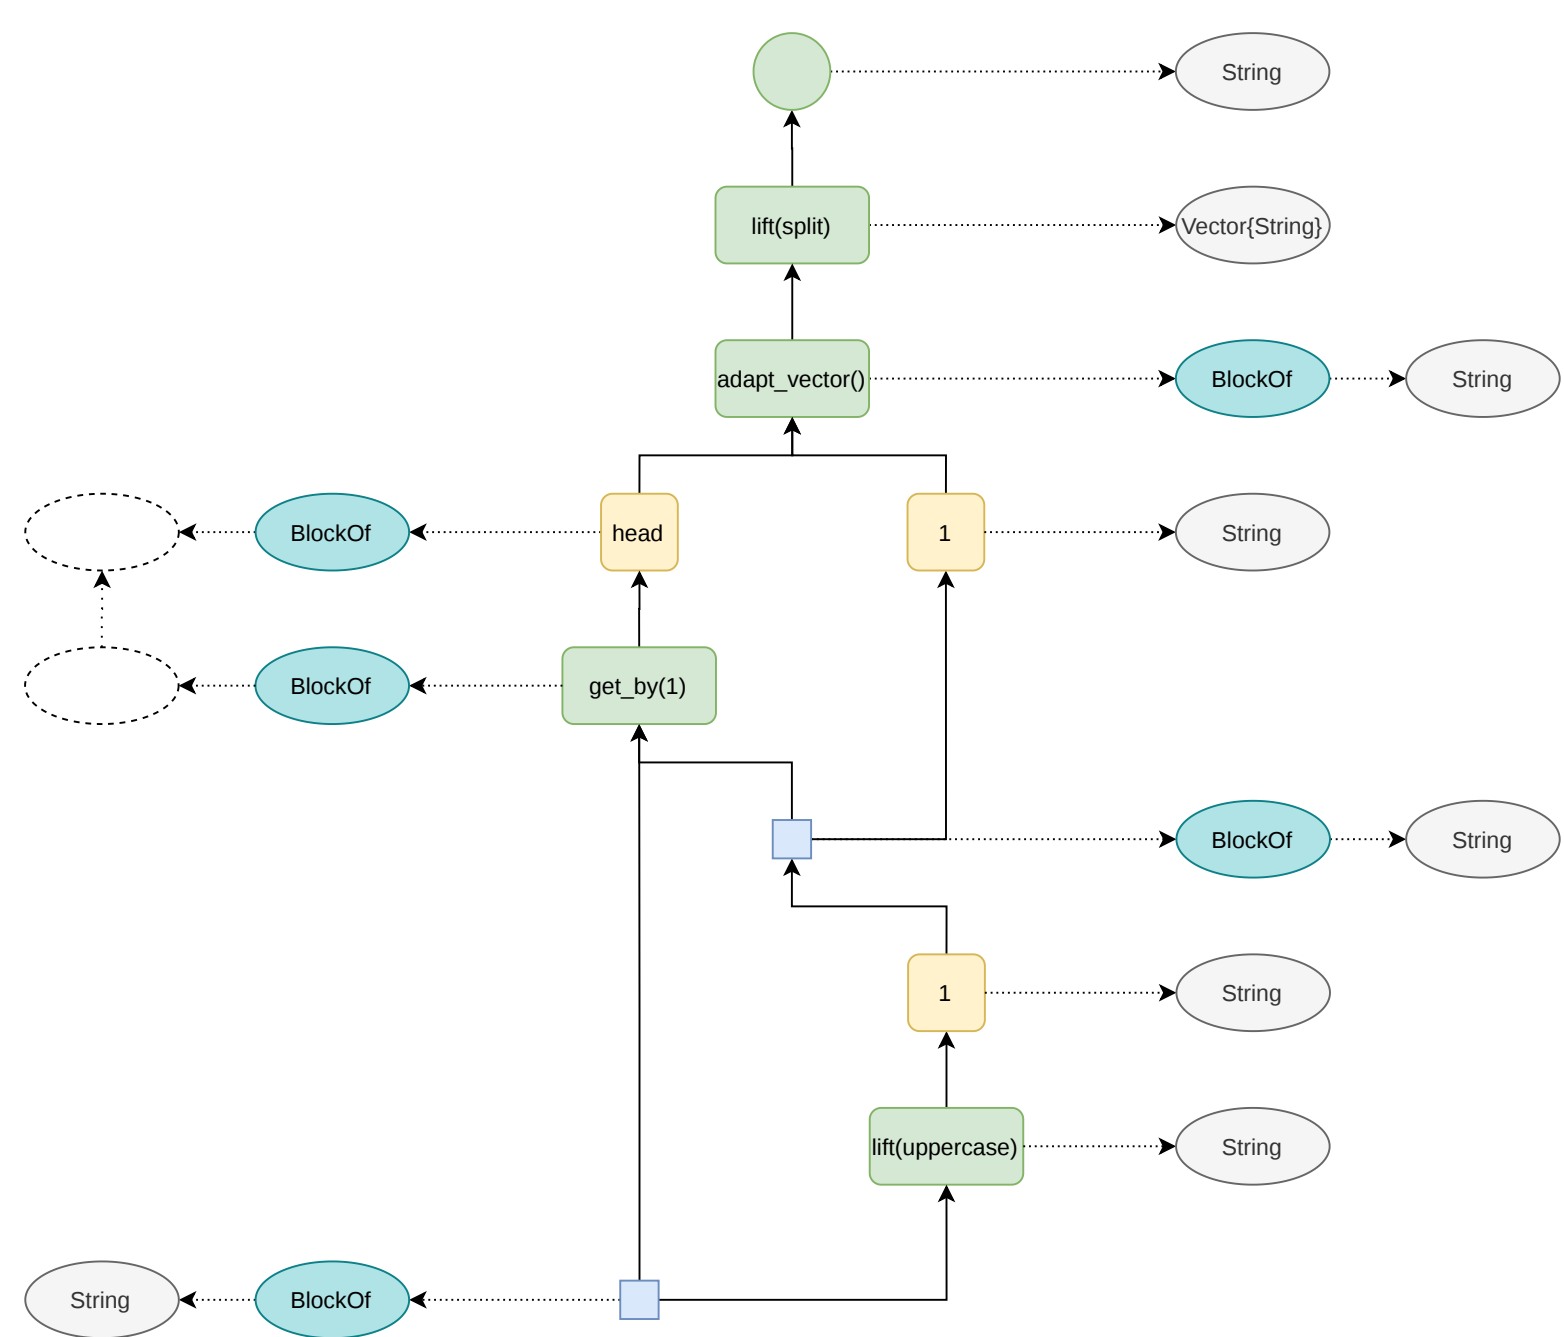 String
lift(split)
Vector{String}
adapt_vector()
BlockOf
String
BlockOf
head
1
String
BlockOf
get_by(1)
BlockOf
String
1
String
lift(uppercase)
String
String
BlockOf